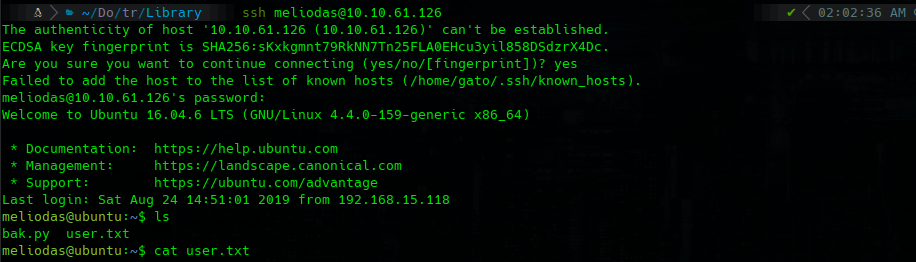 ~/Do/tr/Library ssh meliodas@10.10.61.126 ✔ 02:02:36 AM
The authenticity of host '10.10.61.126 (10.10.61.126)' can't be established.
ECDSA key fingerprint is SHA256:sKxkgmnt79RkNN7Tn25FLA0EHcu3yil858DSdzrX4Dc.
Are you sure you want to continue connecting (yes/no/[fingerprint])? yes
Failed to add the host to the list of known hosts (/home/gato/.ssh/known_hosts).
meliodas@10.10.61.126's password:
Welcome to Ubuntu 16.04.6 LTS (GNU/Linux 4.4.0-159-generic x86_64)
* Documentation: https://help.ubuntu.com
* Management: https://landscape.canonical.com
* Support: https://ubuntu.com/advantage
Last login: Sat Aug 24 14:51:01 2019 from 192.168.15.118
meliodas@ubuntu:~$ ls
bak.py user.txt
meliodas@ubuntu:~$ cat user.txt